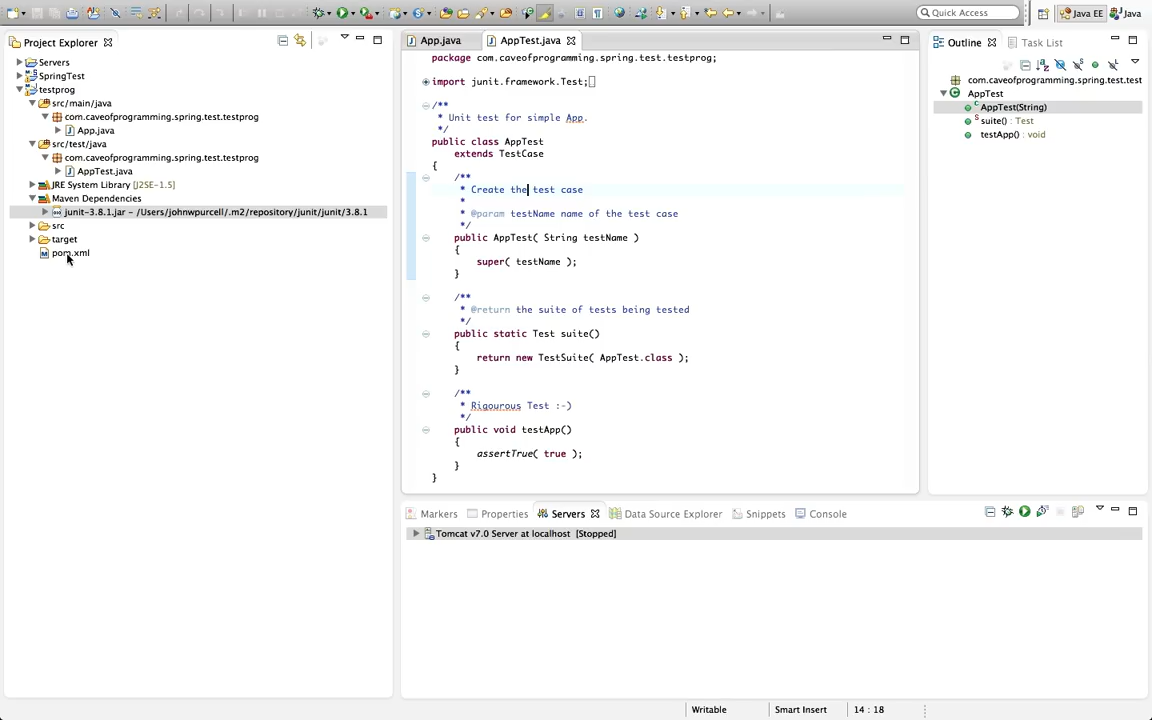 Quick Access
Java EE
Java
Project Explorer
Servers
SpringTest
testprog
src/main/java
com.caveofprogramming.spring.test.testprog
App.java
src/test/java
com.caveofprogramming.spring.test.testprog
AppTest.java
JRE System Library [J2SE-1.5]
Maven Dependencies
junit-3.8.1.jar - /Users/johnwpurcell/.m2/repository/junit/junit/3.8.1
src
target
pom.xml
App.java
AppTest.java
package com.caveofprogramming.spring.test.testprog;
import junit.framework.Test;
/**
* Unit test for simple App.
*/
public class AppTest
extends TestCase
{
/**
* Create the test case
*
* @param testName name of the test case
*/
public AppTest( String testName )
{
super( testName );
}
/**
* @return the suite of tests being tested
*/
public static Test suite()
{
return new TestSuite( AppTest.class );
}
/**
* Rigourous Test :-)
*/
public void testApp()
{
assertTrue( true );
}
}
Outline
Task List
com.caveofprogramming.spring.test
AppTest
AppTest(String)
suite() : Test
testApp() : void
Markers
Properties
Servers
Data Source Explorer
Snippets
Console
Tomcat v7.0 Server at localhost [Stopped]
Writable
Smart Insert
14 : 18